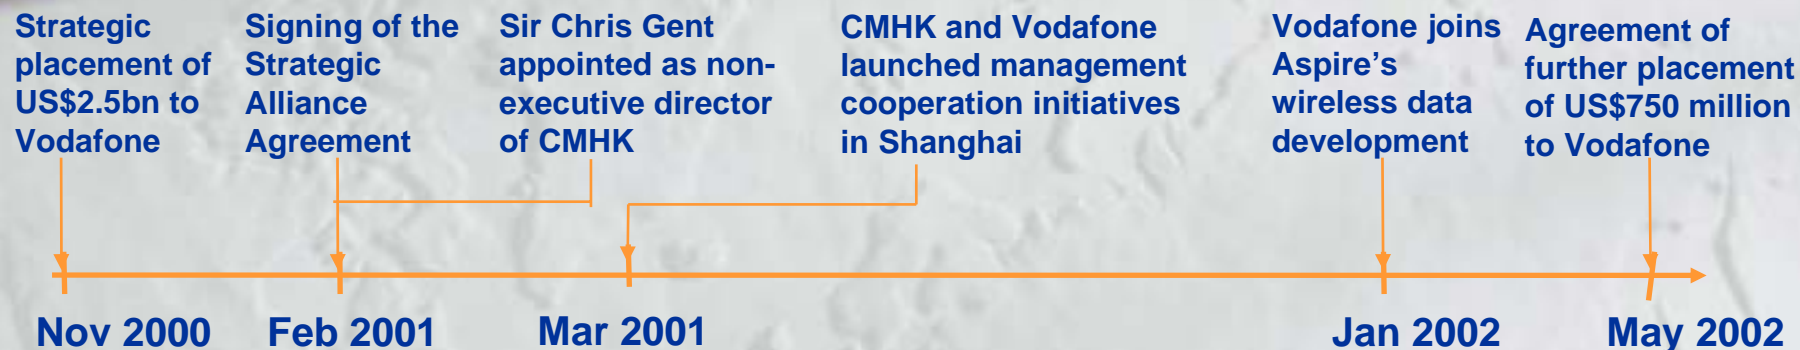 Strategic
placement of
US$2.5bn to
Vodafone
Signing of the
Strategic
Alliance
Agreement
Sir Chris Gent
appointed as non-
executive director
of CMHK
CMHK and Vodafone
launched management
cooperation initiatives
in Shanghai
Vodafone joins
Aspire’s
wireless data
development
Agreement of
further placement
of US$750 million
to Vodafone
Nov 2000
Feb 2001
Mar 2001
Jan 2002
May 2002